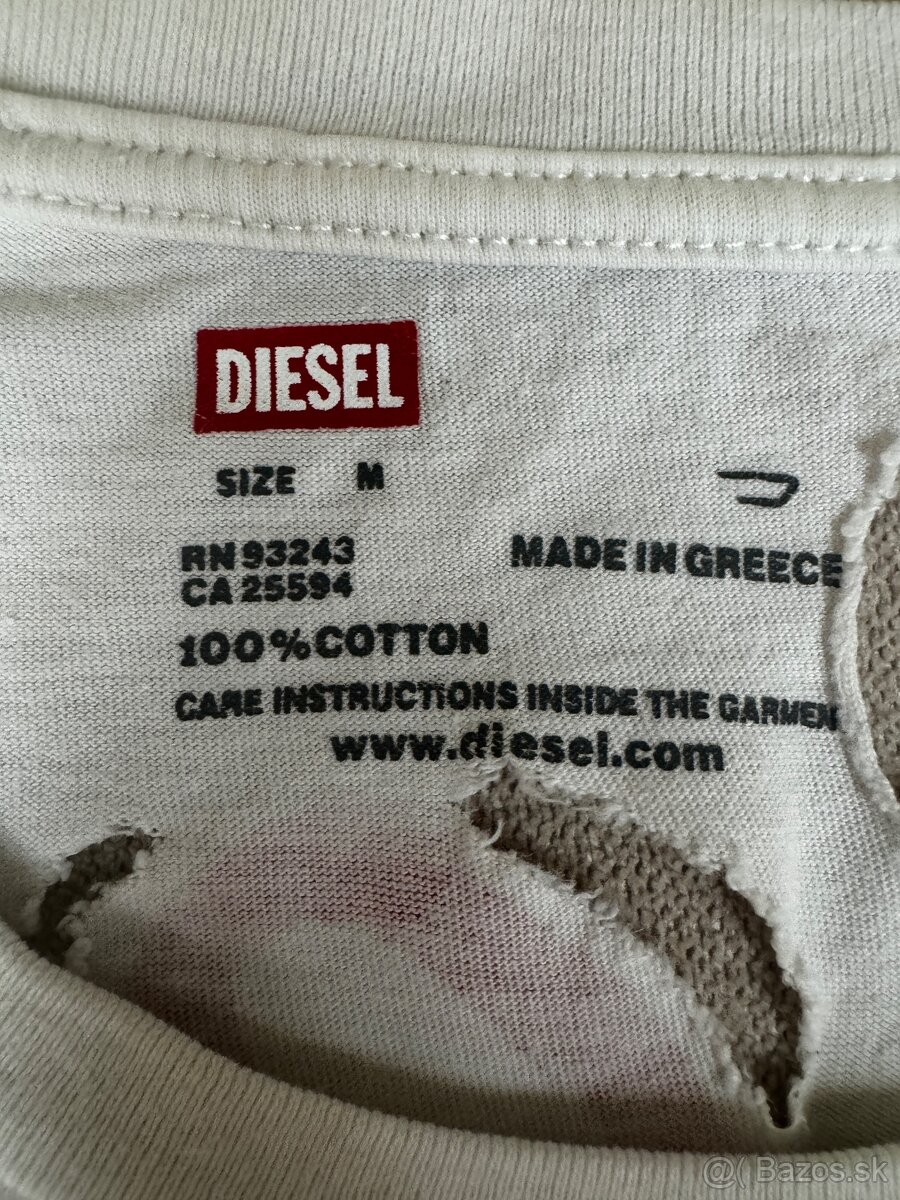 DIESEL
SIZE M
RN 93243
CA 25594
MADE IN GREECE
100% COTTON
CARE INSTRUCTIONS INSIDE THE GARMEN
www.diesel.com
@( Bazos.sk